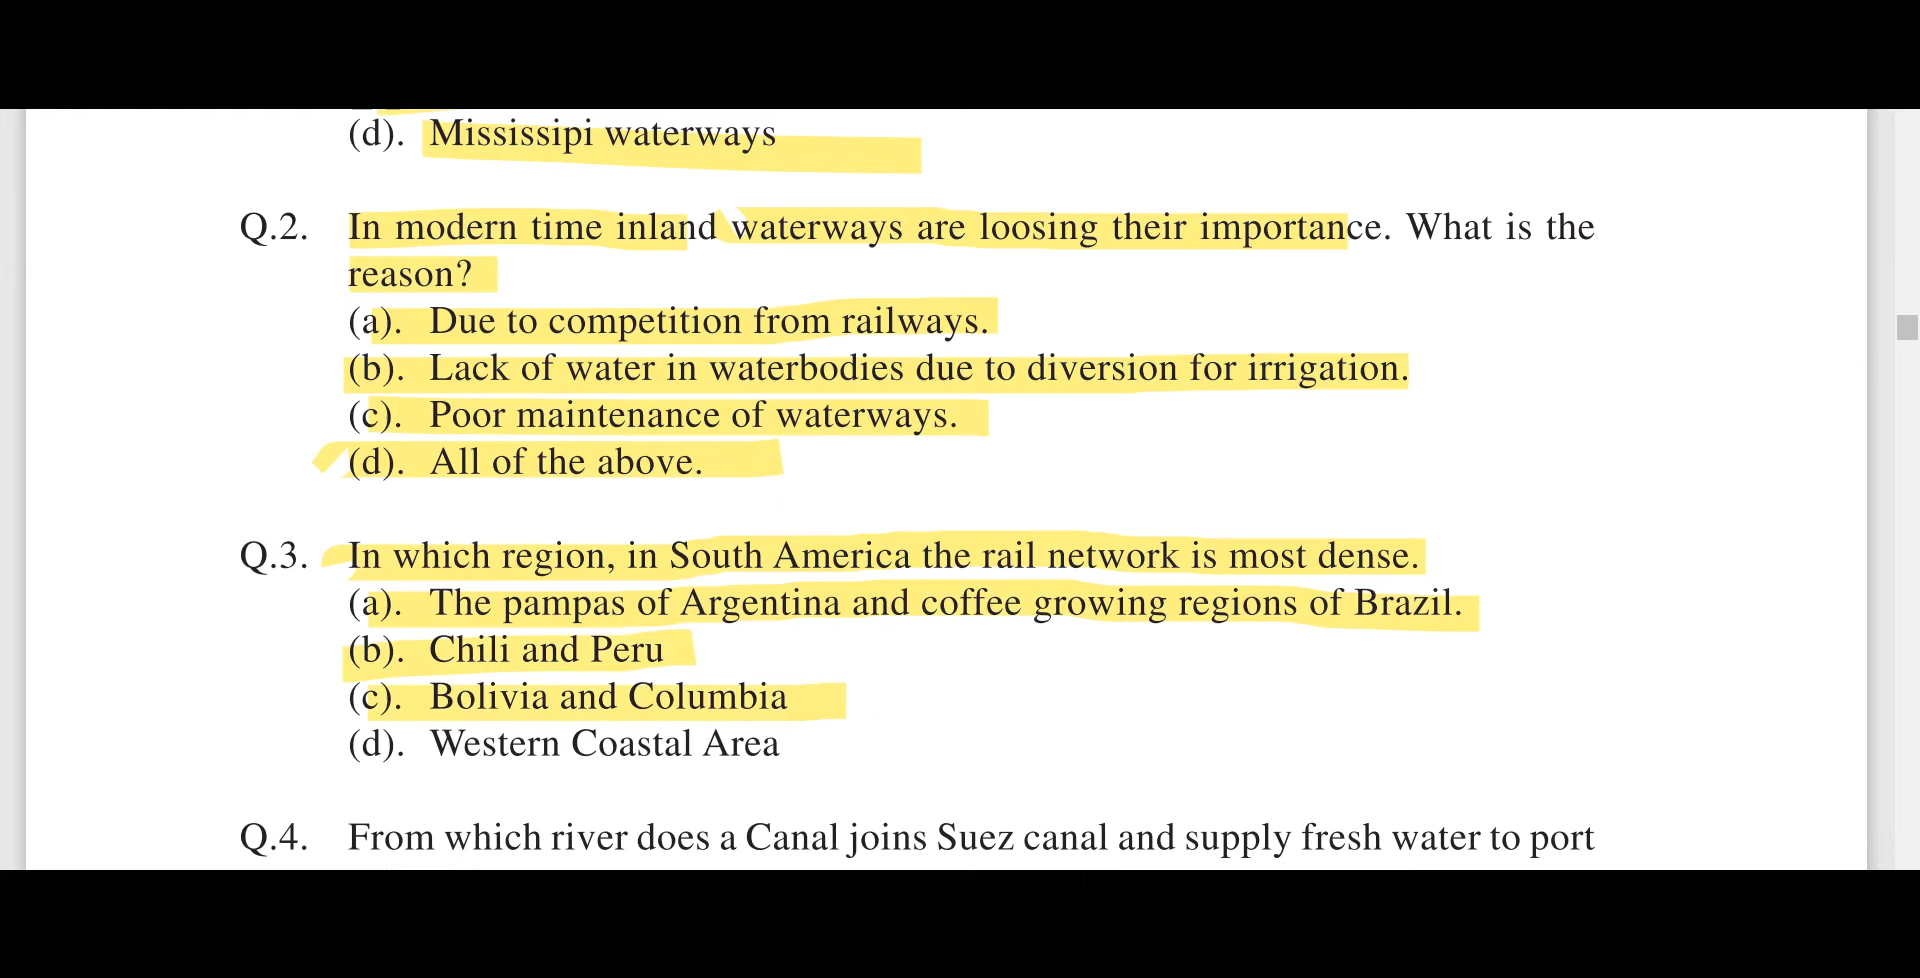 (d). Mississipi waterways
Q.2. In modern time inland waterways are loosing their importance. What is the
reason?
(a). Due to competition from railways.
(b). Lack of water in waterbodies due to diversion for irrigation.
(c). Poor maintenance of waterways.
(d). All of the above.
Q.3. In which region, in South America the rail network is most dense.
(a). The pampas of Argentina and coffee growing regions of Brazil.
(b). Chili and Peru
(c). Bolivia and Columbia
(d). Western Coastal Area
Q.4. From which river does a Canal joins Suez canal and supply fresh water to port